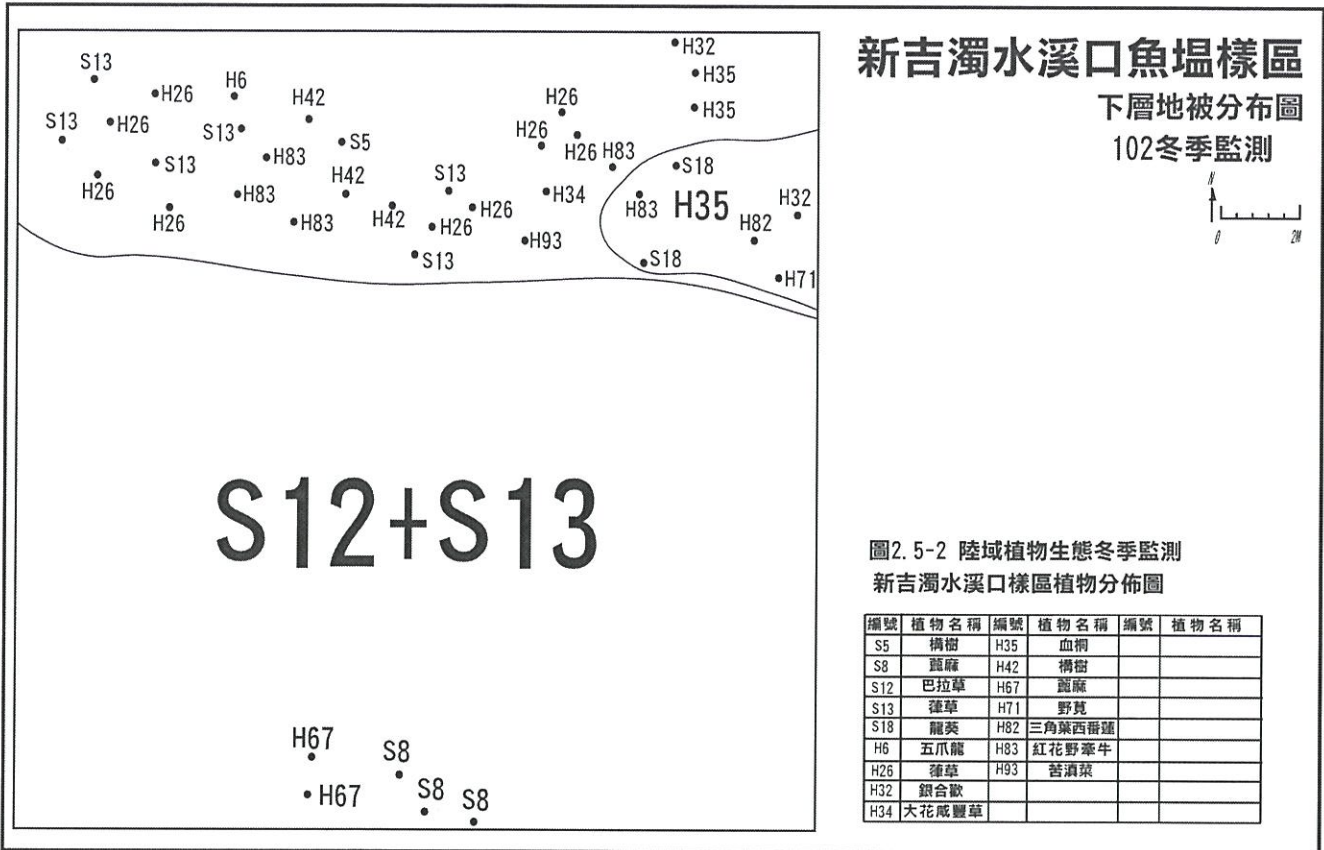 新吉濁水溪口魚塭樣區
下層地被分布圖
102冬季監測
N
0 2M
H32
S13 H35
H26 H6
H42 H26 H35
S13 H26 S13 H26
S5 H26
S13 H83 H83 S18
H26 H83 H42 S13 H34 H83 H35 H32
H26 H83 H42 H26 H26 H93 H82
S13 S18
H71
S12+S13
H67 S8
H67 S8 S8
圖2.5-2 陸域植物生態冬季監測
新吉濁水溪口樣區植物分佈圖
編號 植物名稱 編號 植物名稱 編號 植物名稱
S5 構樹 H35 血桐
S8 蓖麻 H42 構樹
S12 巴拉草 H67 蓖麻
S13 葎草 H71 野莧
S18 龍葵 H82 三角葉西番蓮
H6 五爪龍 H83 紅花野牽牛
H26 葎草 H93 苦滇菜
H32 銀合歡
H34 大花咸豐草